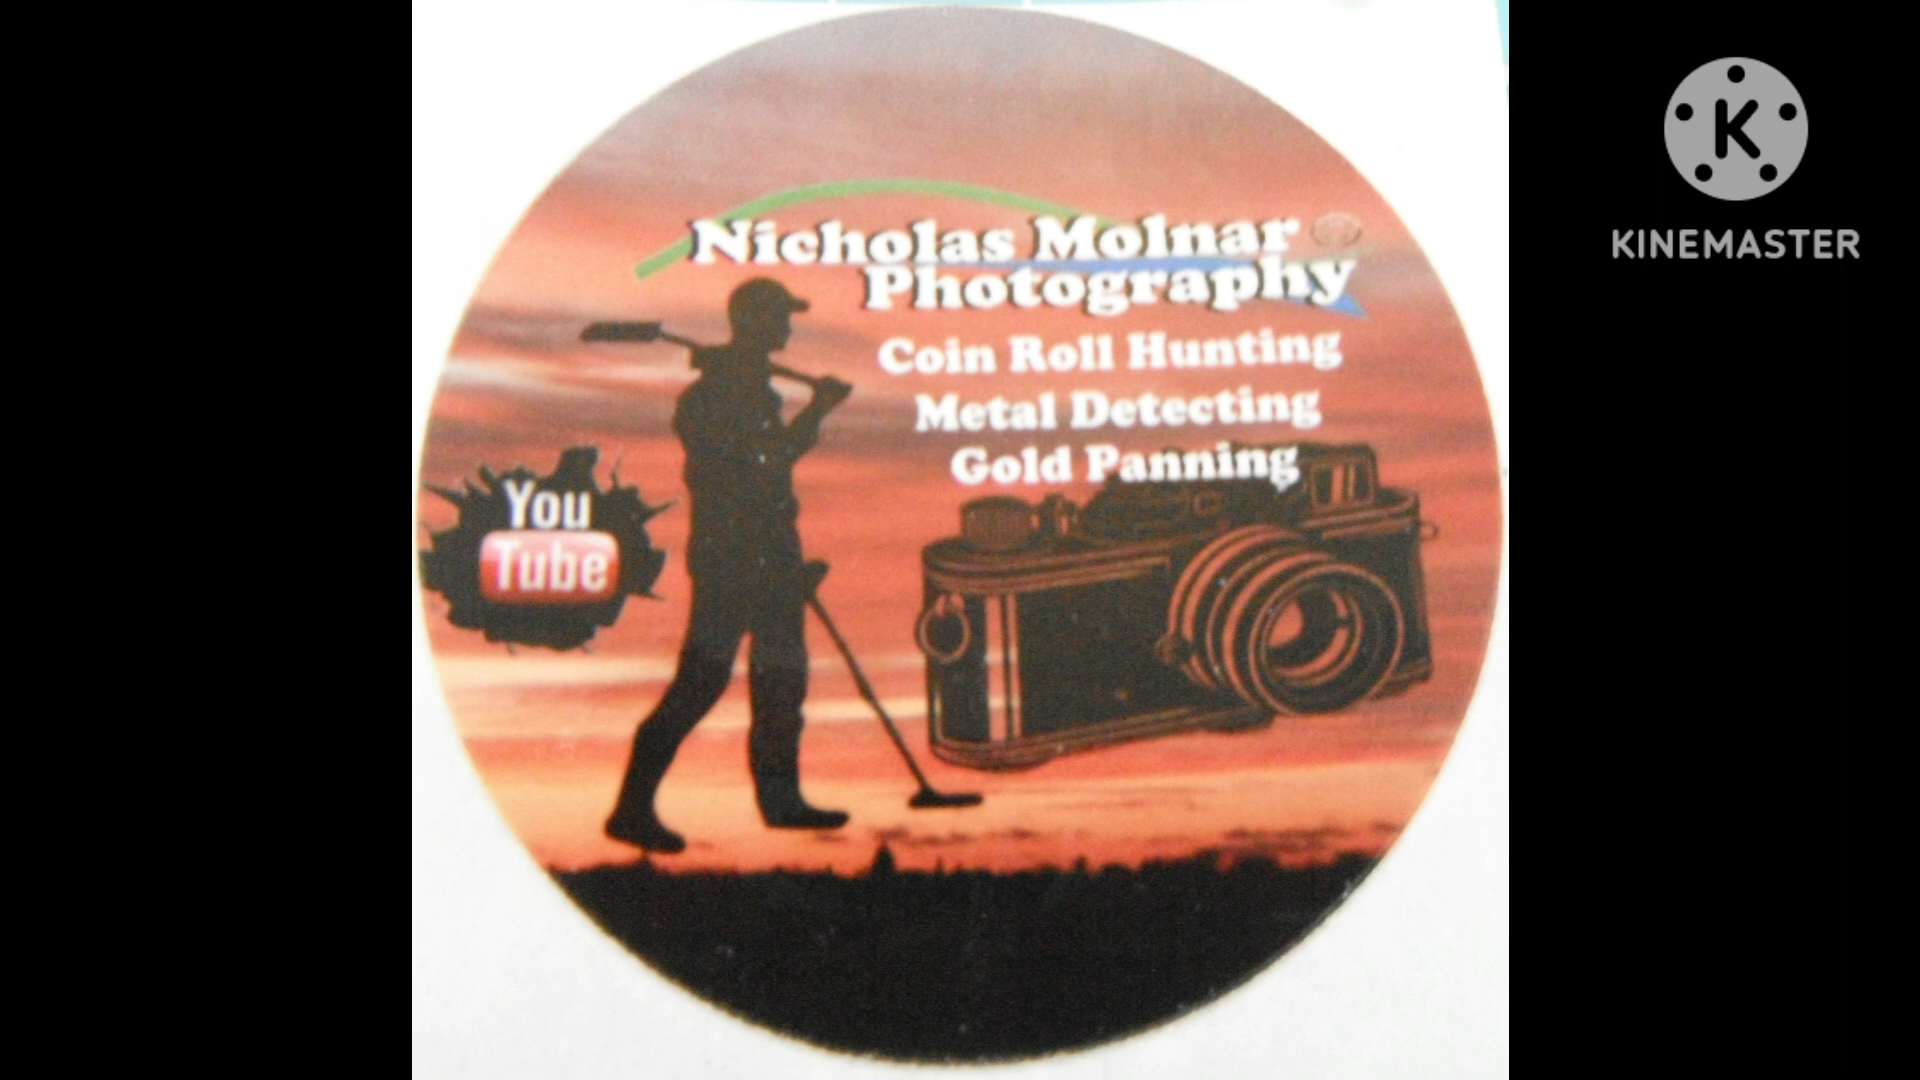 Nicholas Molnar
Photography
Coin Roll Hunting
Metal Detecting
Gold Panning
You
Tube
K
KINEMASTER